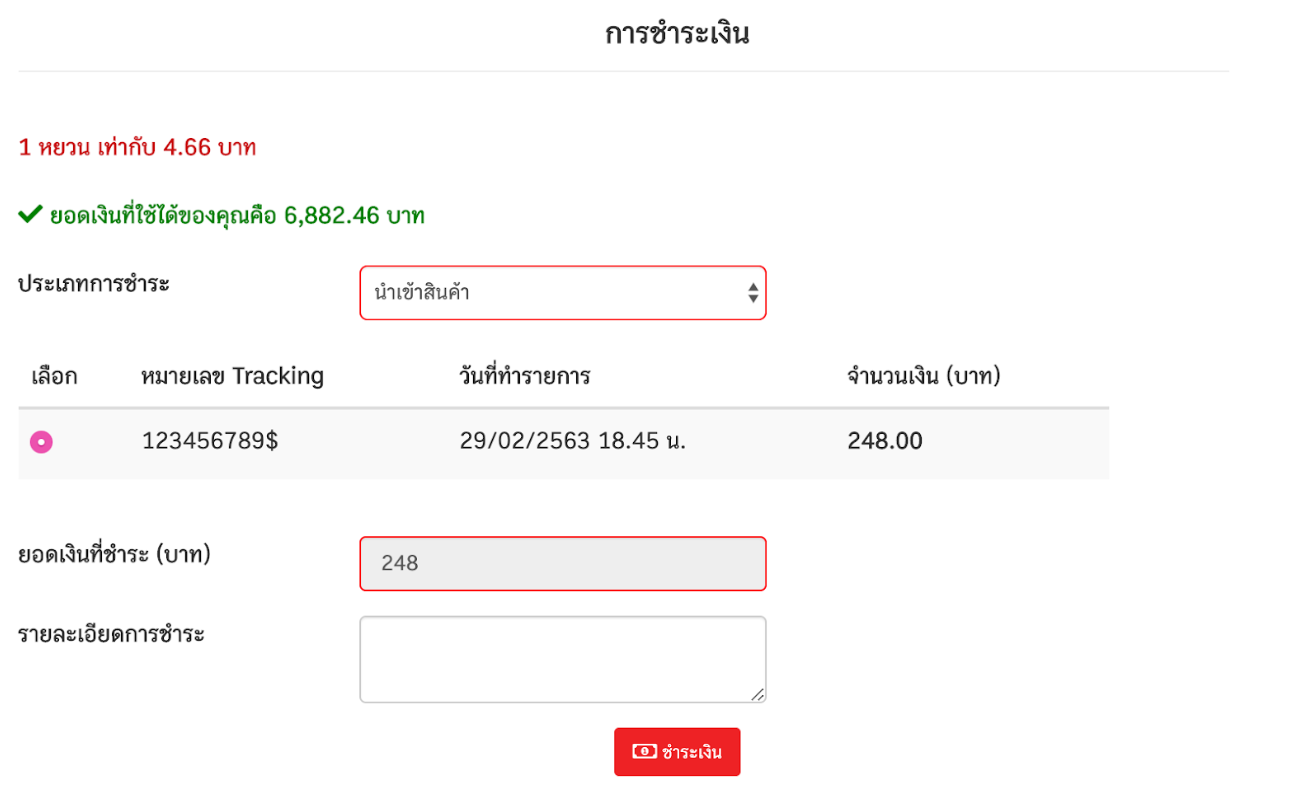 การชำระเงิน
1 หยวน เท่ากับ 4.66 บาท
ยอดเงินที่ใช้ได้ของคุณคือ 6,882.46 บาท
ประเภทการชำระ นำเข้าสินค้า
เลือก หมายเลข Tracking วันที่ทำรายการ จำนวนเงิน (บาท)
123456789$ 29/02/2563 18.45 น. 248.00
ยอดเงินที่ชำระ (บาท) 248
รายละเอียดการชำระ
ชำระเงิน